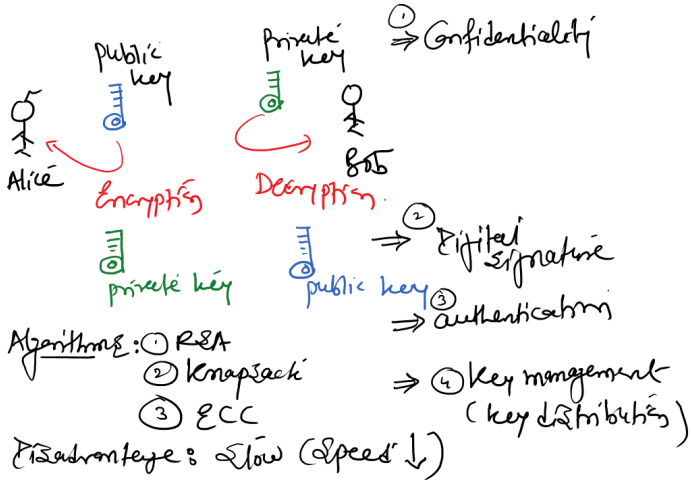 public key
private key
① ⇒ Confidentiality
Alice
Bob
Encryption
Decryption.
private key
public key
⇒ ② Digital signature
⇒ ③ authentication
Algorithms: ① RSA
② Knapsack
③ ECC
⇒ ④ Key management
(key distribution)
Disadvantage: Slow (Speed ↓)